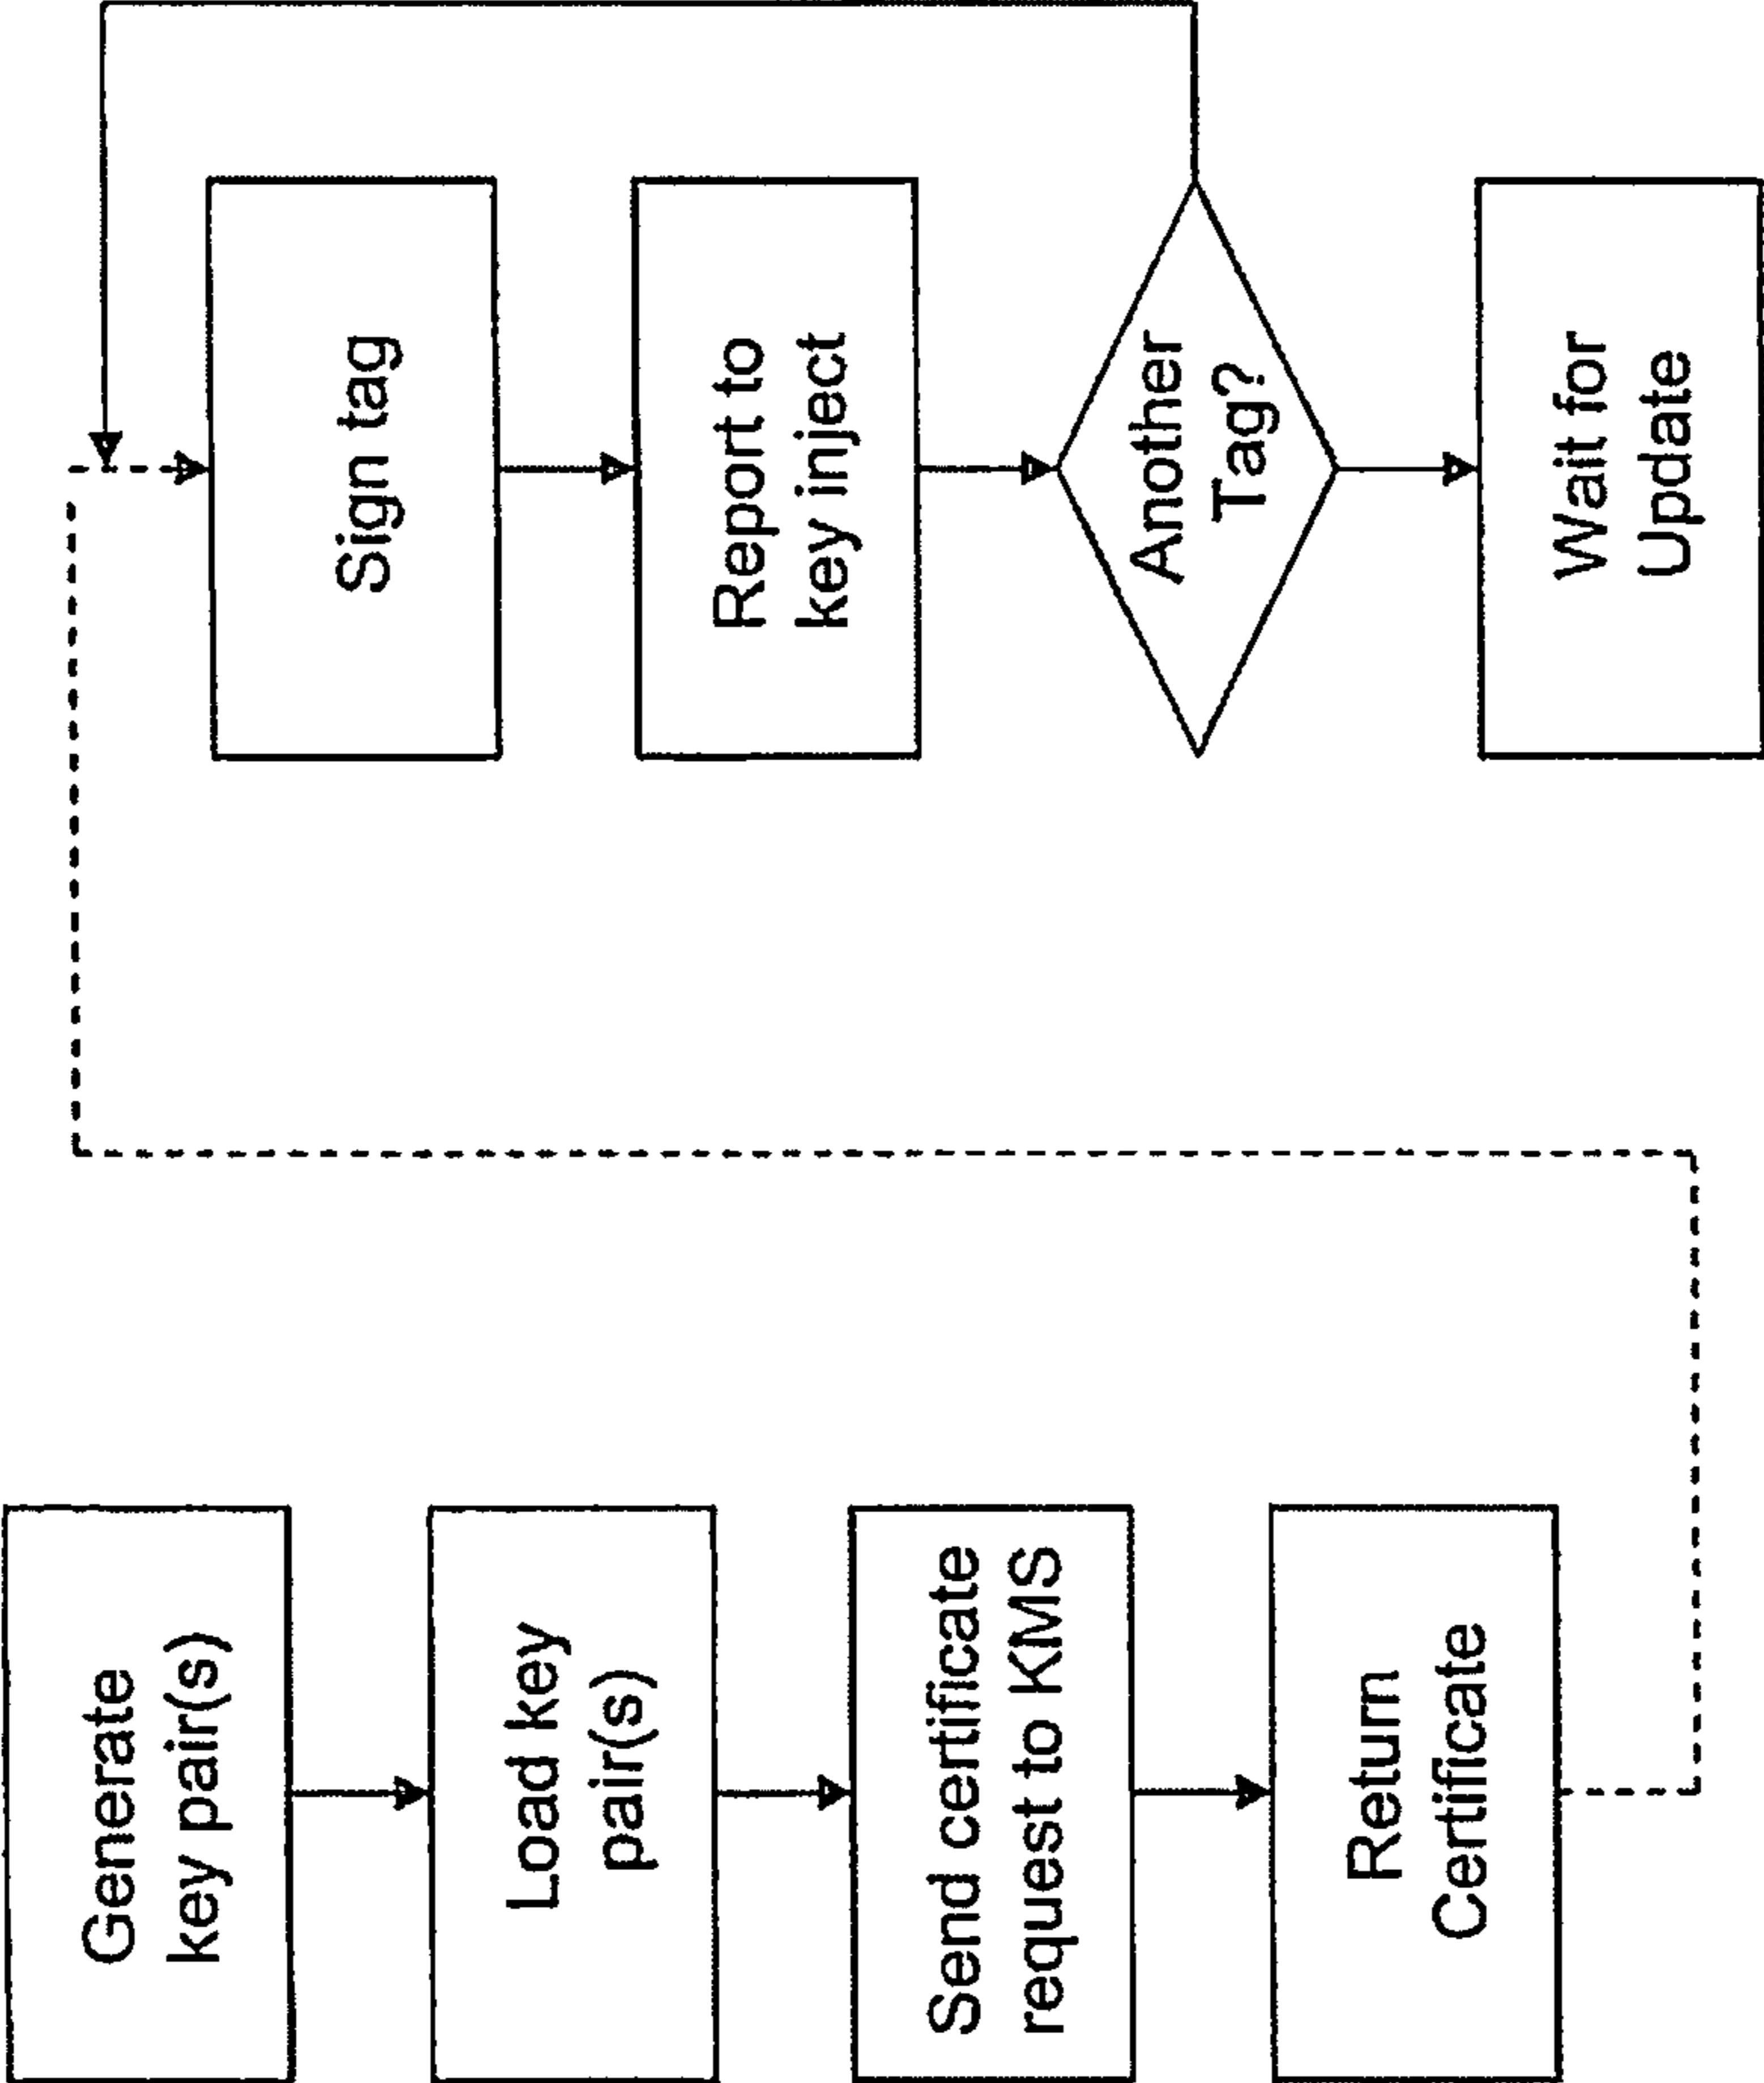 Generate
key pair(s)
Load key
pair(s)
Send certificate
request to KMS
Return
Certificate
Sign tag
Report to
key inject
Another
Tag?
Wait for
Update